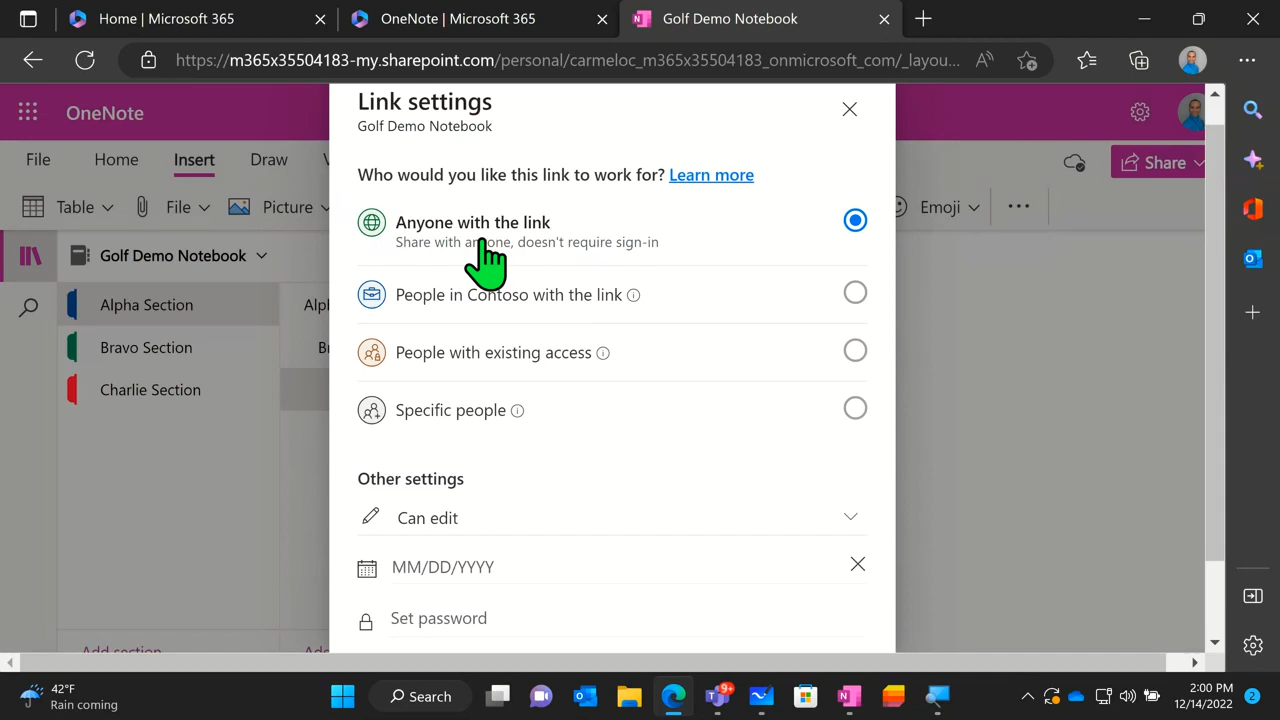 Home | Microsoft 365
OneNote | Microsoft 365
Golf Demo Notebook
https://m365x35504183-my.sharepoint.com/personal/carmeloc_m365x35504183_onmicrosoft_com/_layou...
OneNote
File Home Insert Draw V
Share
Table File Picture Emoji
Golf Demo Notebook
Alpha Section
Bravo Section
Charlie Section
Add section
Link settings
Golf Demo Notebook
Who would you like this link to work for? Learn more
Anyone with the link
Share with anyone, doesn't require sign-in
People in Contoso with the link
People with existing access
Specific people
Other settings
Can edit
MM/DD/YYYY
Set password
42°F
Rain coming
Search
9+
2:00 PM
12/14/2022
2